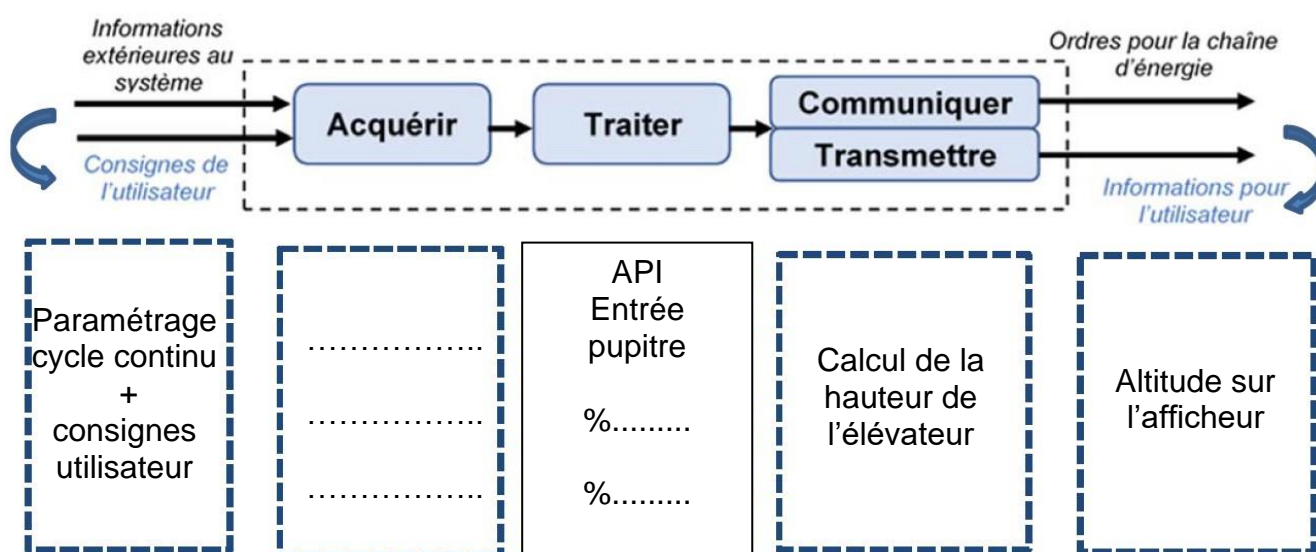 Informations
extérieures au
système
Consignes de
l'utilisateur
Acquérir
Traiter
Communiquer
Transmettre
Ordres pour la chaîne
d'énergie
Informations pour
l'utilisateur
Paramétrage
cycle continu
+
consignes
utilisateur
……………..
……………..
……………..
API
Entrée
pupitre
%.........
%.........
Calcul de la
hauteur de
l'élévateur
Altitude sur
l'afficheur